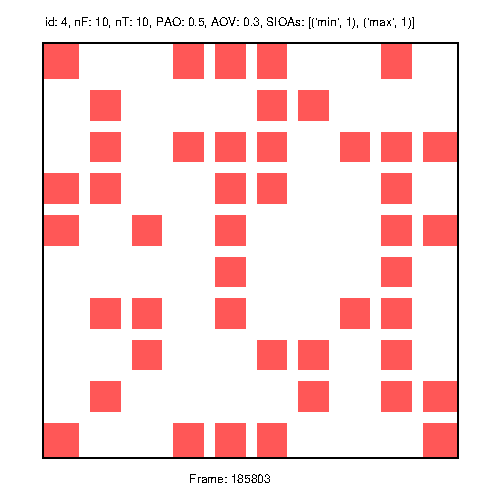 id: 4, nF: 10, nT: 10, PAO: 0.5, AOV: 0.3, SIOAs: [('min', 1), ('max', 1)]
Frame: 185803